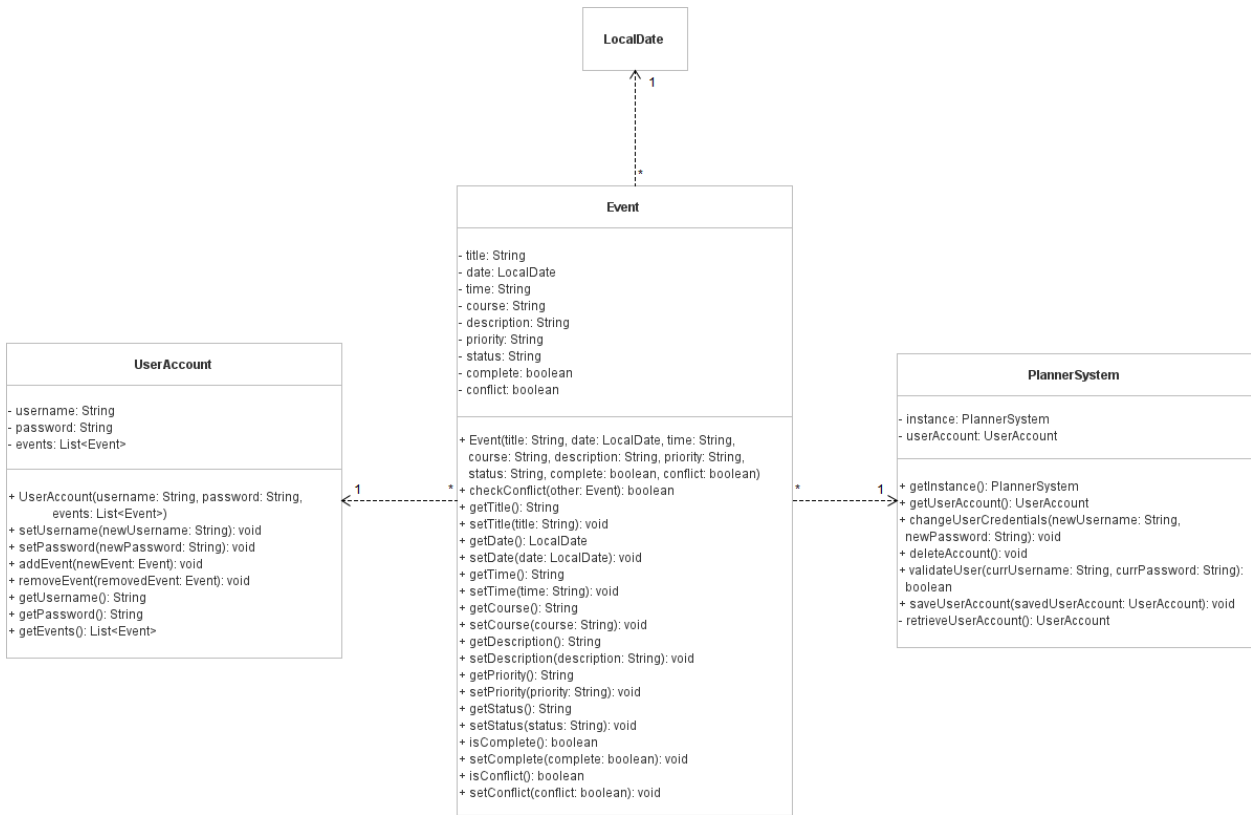 LocalDate
1
*
Event
- title: String
- date: LocalDate
- time: String
- course: String
- description: String
- priority: String
- status: String
- complete: boolean
- conflict: boolean
+ Event(title: String, date: LocalDate, time: String,
course: String, description: String, priority: String,
status: String, complete: boolean, conflict: boolean)
+ checkConflict(other: Event): boolean
+ getTitle(): String
+ setTitle(title: String): void
+ getDate(): LocalDate
+ setDate(date: LocalDate): void
+ getTime(): String
+ setTime(time: String): void
+ getCourse(): String
+ setCourse(course: String): void
+ getDescription(): String
+ setDescription(description: String): void
+ getPriority(): String
+ setPriority(priority: String): void
+ getStatus(): String
+ setStatus(status: String): void
+ isComplete(): boolean
+ setComplete(complete: boolean): void
+ isConflict(): boolean
+ setConflict(conflict: boolean): void
UserAccount
- username: String
- password: String
- events: List<Event>
+ UserAccount(username: String, password: String,
events: List<Event>)
+ setUsername(newUsername: String): void
+ setPassword(newPassword: String): void
+ addEvent(newEvent: Event): void
+ removeEvent(removedEvent: Event): void
+ getUsername(): String
+ getPassword(): String
+ getEvents(): List<Event>
1
*
*
1
PlannerSystem
- instance: PlannerSystem
- userAccount: UserAccount
+ getInstance(): PlannerSystem
+ getUserAccount(): UserAccount
+ changeUserCredentials(newUsername: String,
newPassword: String): void
+ deleteAccount(): void
+ validateUser(currUsername: String, currPassword: String):
boolean
+ saveUserAccount(savedUserAccount: UserAccount): void
- retrieveUserAccount(): UserAccount